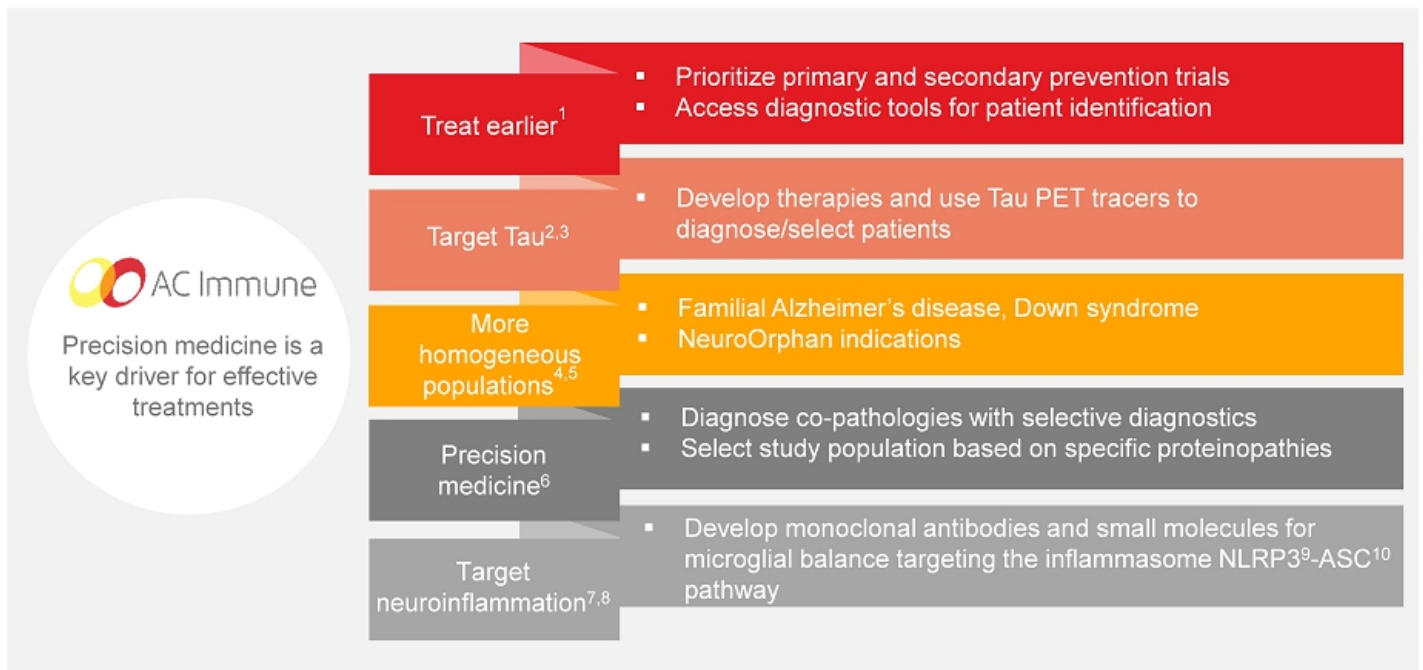 AC Immune
Precision medicine is a
key driver for effective
treatments
Treat earlier1
▪ Prioritize primary and secondary prevention trials
▪ Access diagnostic tools for patient identification
Target Tau2,3
▪ Develop therapies and use Tau PET tracers to
diagnose/select patients
More
homogeneous
populations4,5
▪ Familial Alzheimer’s disease, Down syndrome
▪ NeuroOrphan indications
Precision
medicine6
▪ Diagnose co-pathologies with selective diagnostics
▪ Select study population based on specific proteinopathies
Target
neuroinflammation7,8
▪ Develop monoclonal antibodies and small molecules for
microglial balance targeting the inflammasome NLRP39-ASC10
pathway